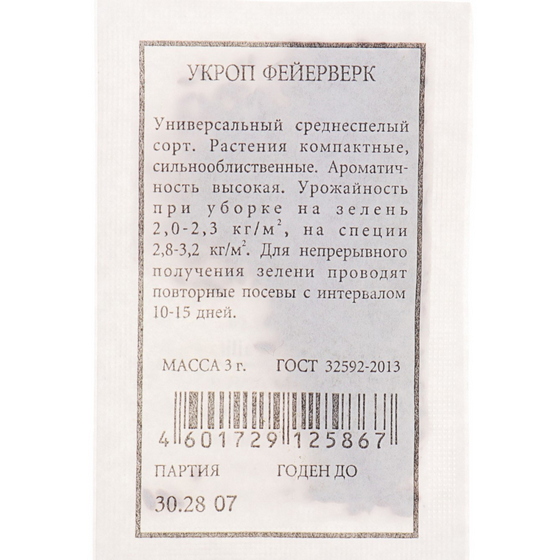 УКРОП ФЕЙЕРВЕРК
Универсальный среднеспелый
сорт. Растения компактные,
сильнооблиственные. Ароматич-
ность высокая. Урожайность
при уборке на зелень
2,0-2,3 кг/м², на специи
2,8-3,2 кг/м². Для непрерывного
получения зелени проводят
повторные посевы с интервалом
10-15 дней.
МАССА 3 г. ГОСТ 32592-2013
4 601729 125867
ПАРТИЯ ГОДЕН ДО
30.28 07